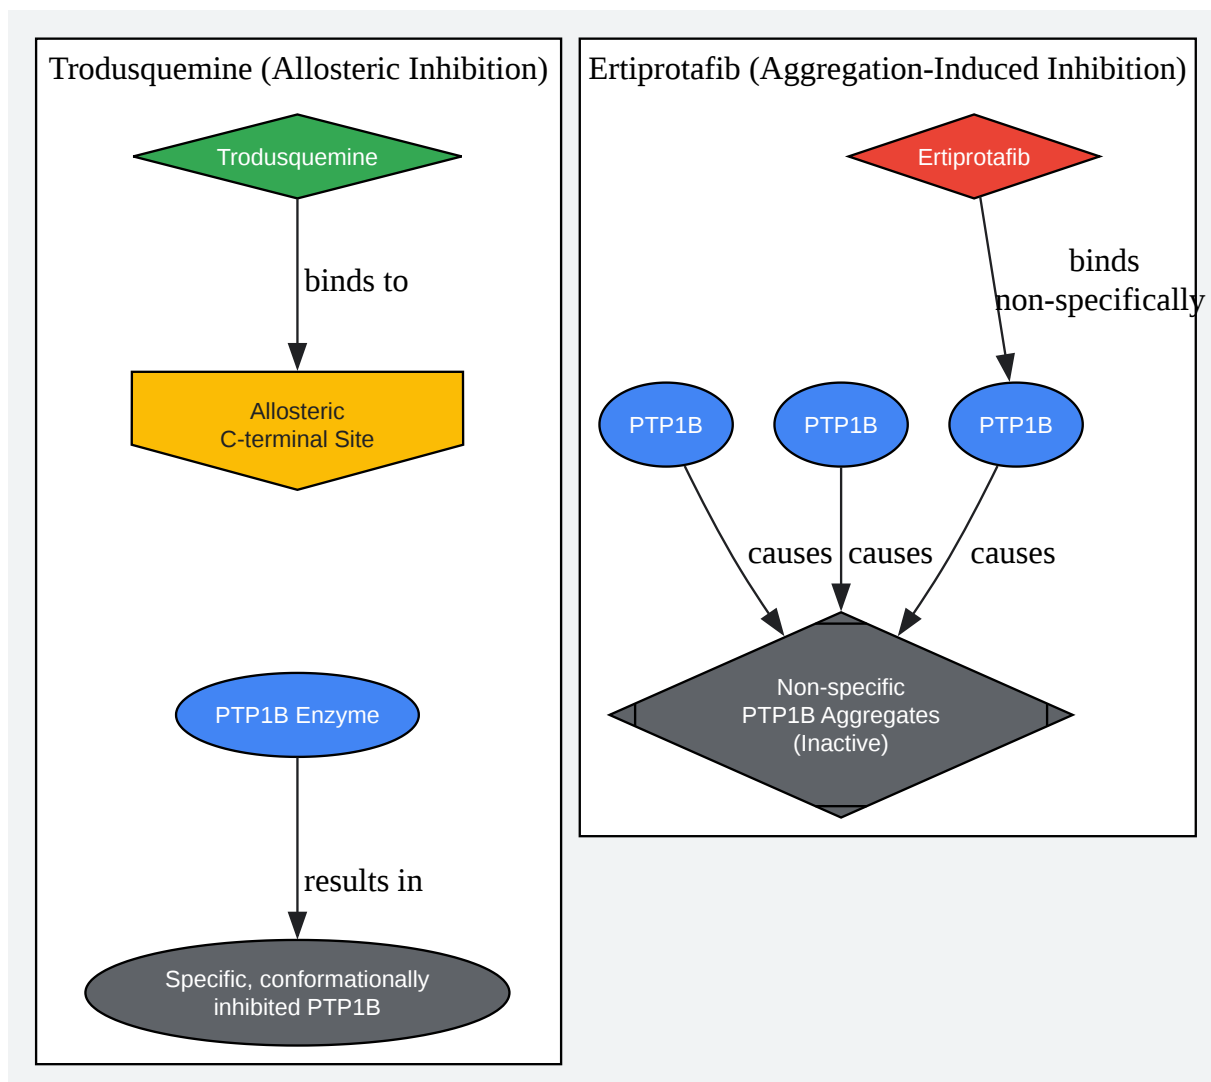 Trodusquemine (Allosteric Inhibition)
Trodusquemine
binds to
Allosteric
C-terminal Site
PTP1B Enzyme
results in
Specific, conformationally
inhibited PTP1B
Ertiprotafib (Aggregation-Induced Inhibition)
Ertiprotafib
binds
non-specifically
PTP1B
PTP1B
PTP1B
causes
causes
causes
Non-specific
PTP1B Aggregates
(Inactive)